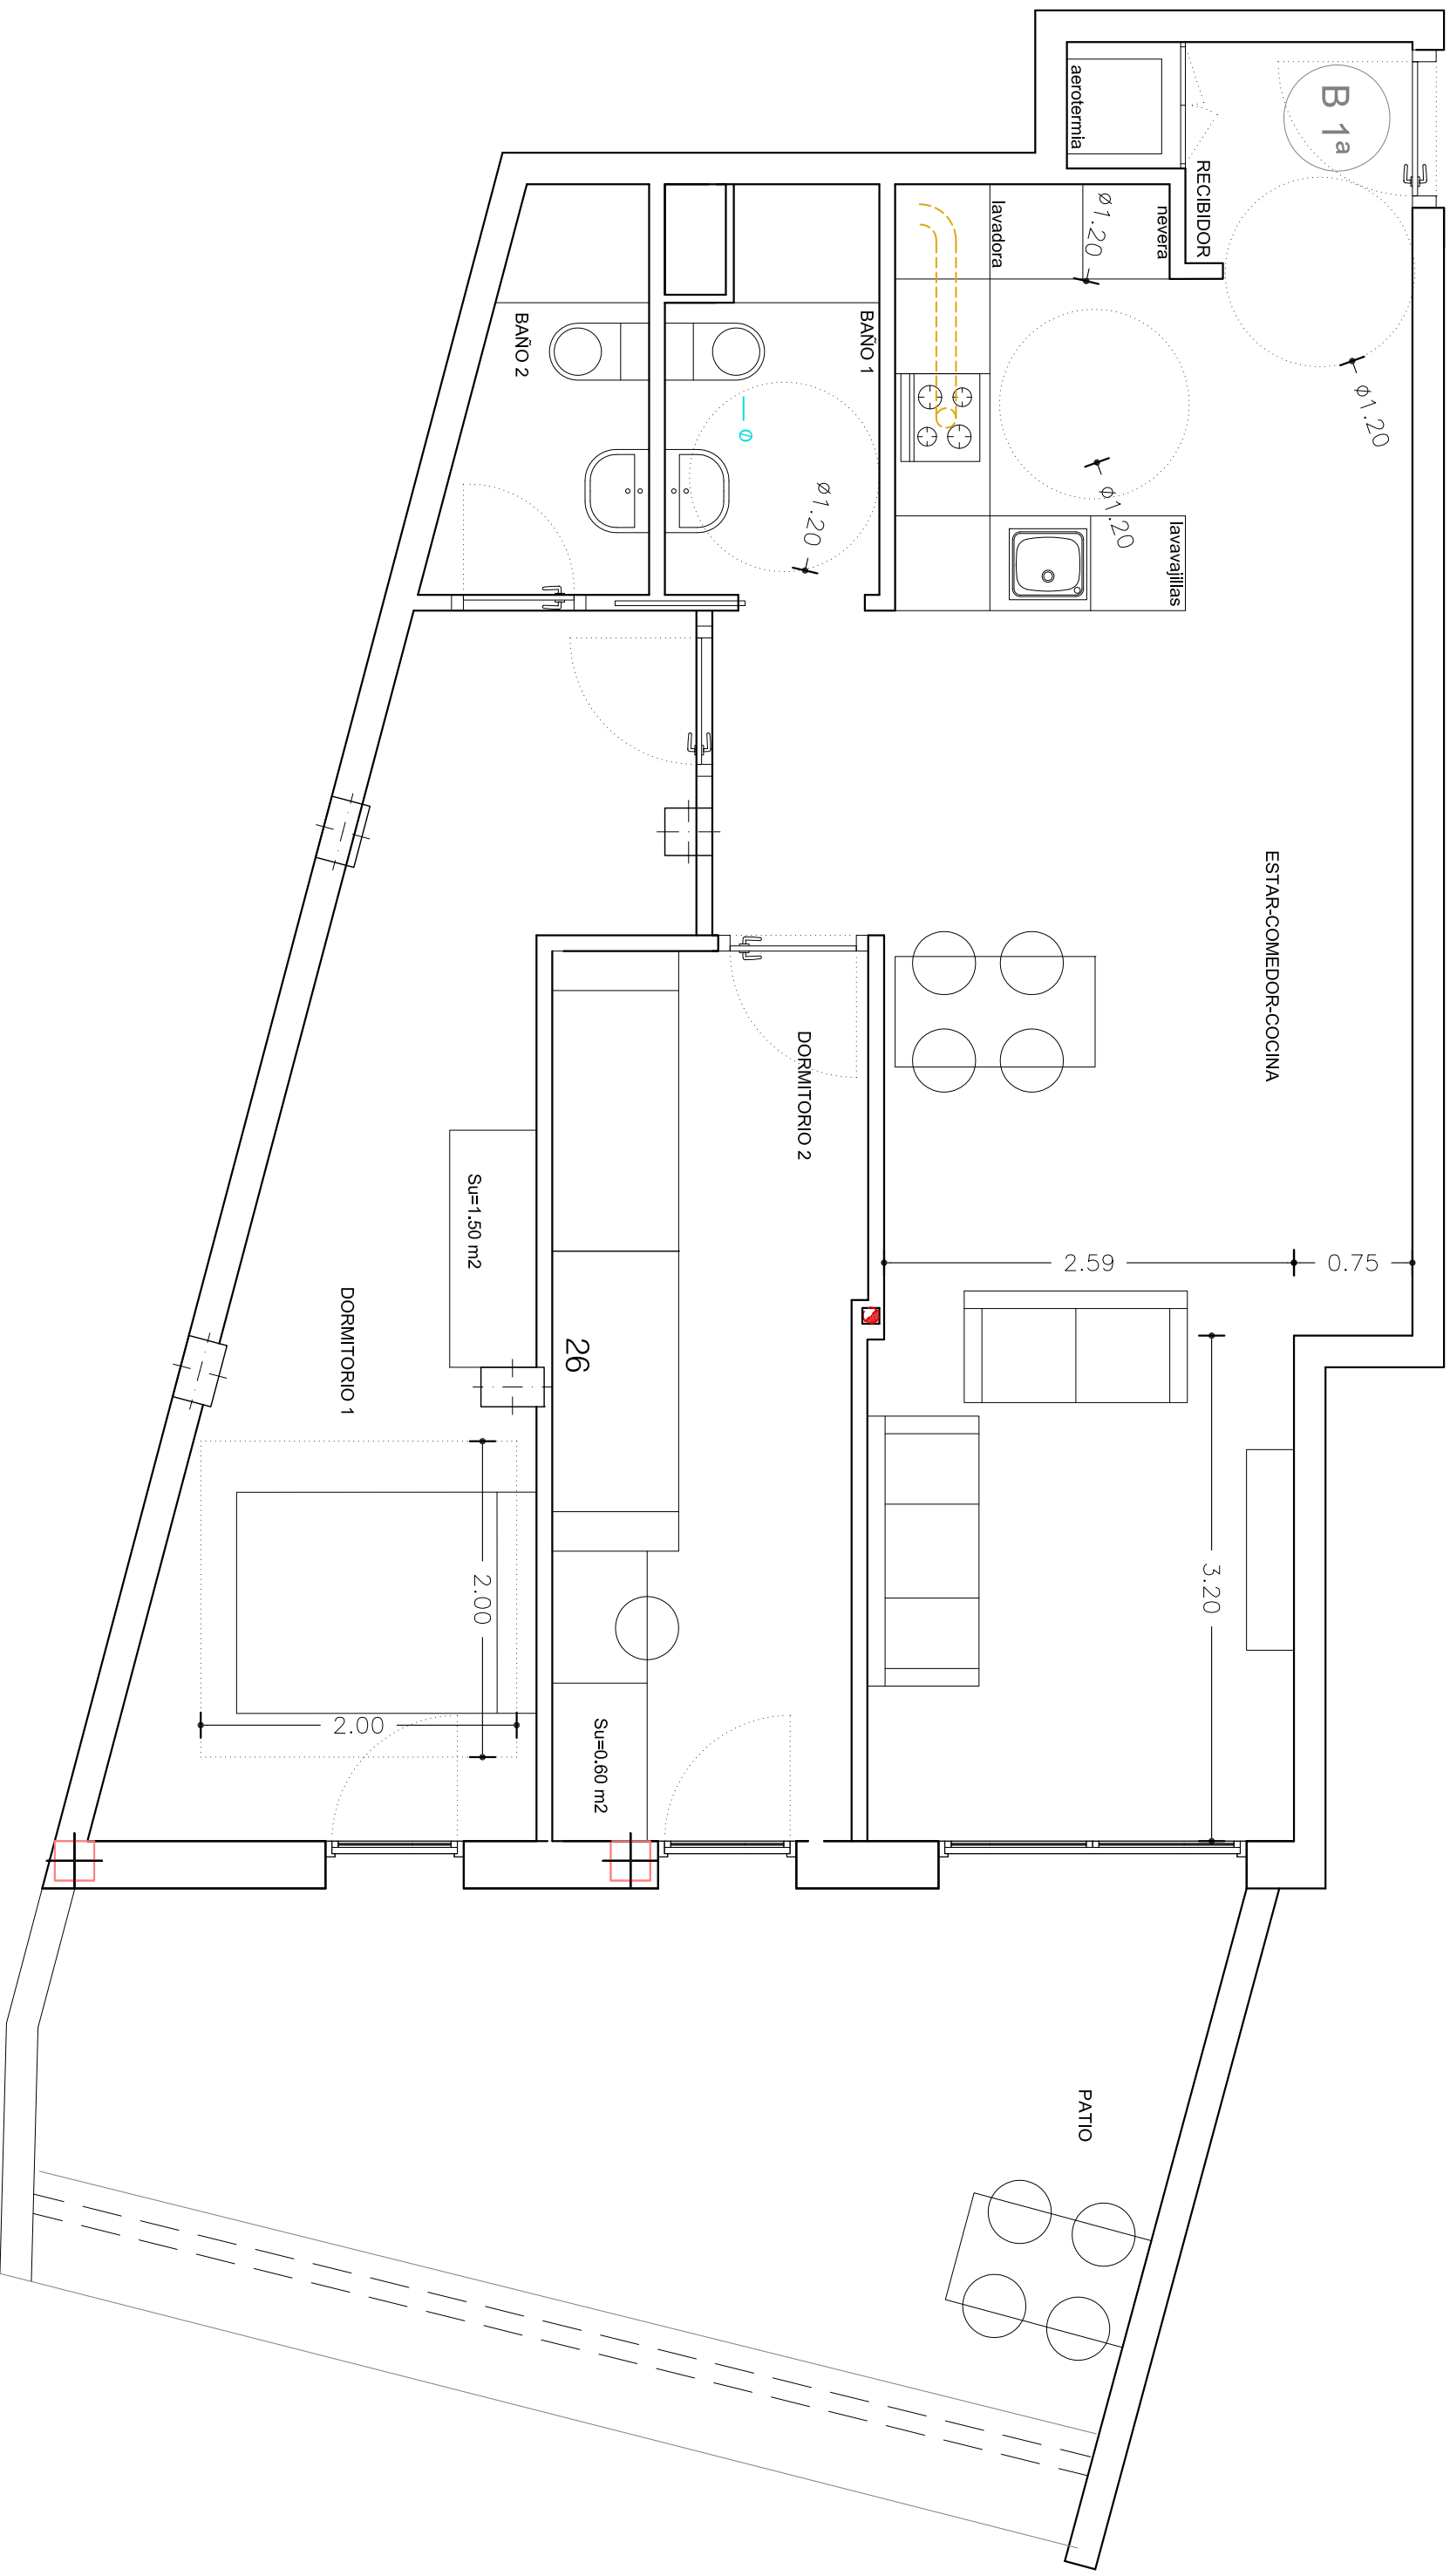 B 1ª
RECIBIDOR
aerotermia
nevera
ø1.20
lavadora
ø1.20
ø1.20
lavavajillas
BAÑO 1
ø1.20
BAÑO 2
ø
ESTAR-COMEDOR-COCINA
DORMITORIO 2
2.59
0.75
Su=1.50 m2
26
DORMITORIO 1
3.20
2.00
2.00
Su=0.60 m2
PATIO